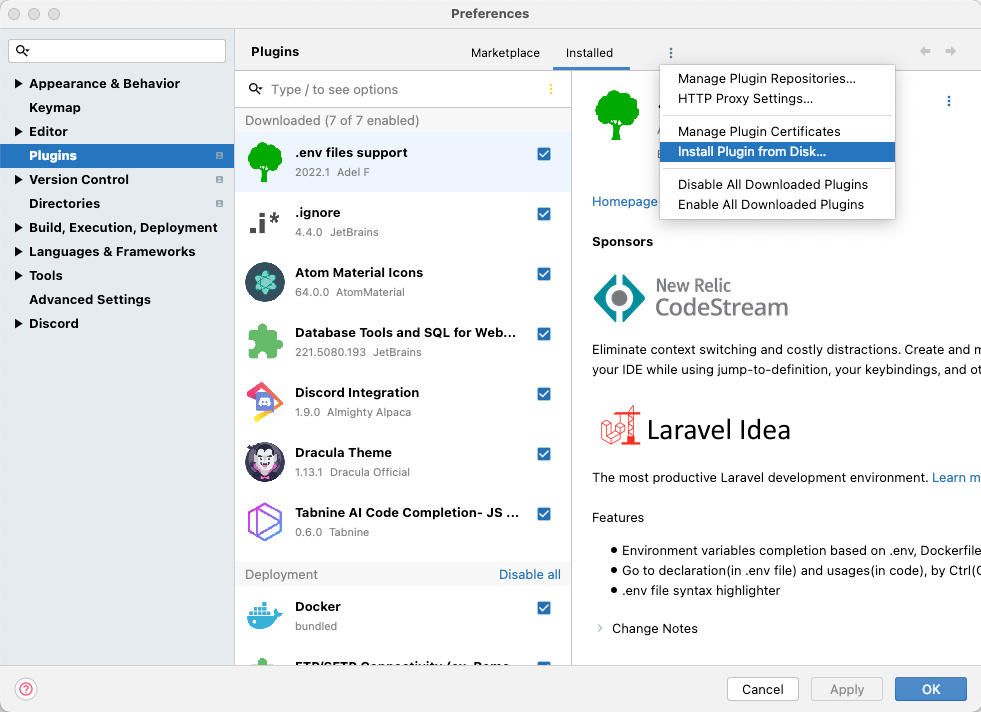 Preferences
Plugins
Marketplace
Installed
Appearance & Behavior
Keymap
Editor
Plugins
Version Control
Directories
Build, Execution, Deployment
Languages & Frameworks
Tools
Advanced Settings
Discord
Type / to see options
Downloaded (7 of 7 enabled)
.env files support
2022.1 Adel F
.ignore
4.4.0 JetBrains
Atom Material Icons
64.0.0 AtomMaterial
Database Tools and SQL for Web...
221.5080.193 JetBrains
Discord Integration
1.9.0 Almighty Alpaca
Dracula Theme
1.13.1 Dracula Official
Tabnine AI Code Completion- JS ...
0.6.0 Tabnine
Deployment
Disable all
Docker
bundled
Manage Plugin Repositories...
HTTP Proxy Settings...
Manage Plugin Certificates
Install Plugin from Disk...
Disable All Downloaded Plugins
Enable All Downloaded Plugins
Homepage
Sponsors
New Relic
CodeStream
Eliminate context switching and costly distractions. Create and
your IDE while using jump-to-definition, your keybindings, and
Laravel Idea
The most productive Laravel development environment. Learn
Features
Environment variables completion based on .env, Dockerfile
Go to declaration(in .env file) and usages(in code), by
.env file syntax highlighter
Change Notes
Cancel
Apply
OK